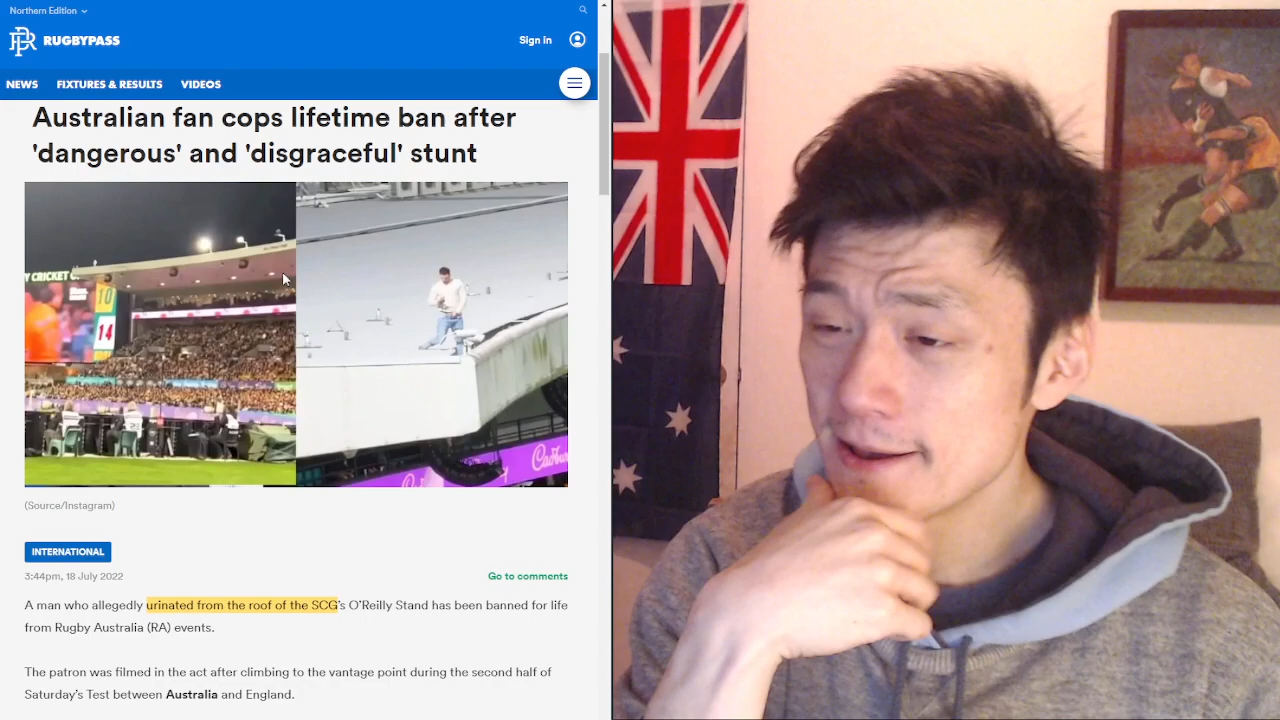 Northern Edition
RUGBYPASS
Sign in
NEWS FIXTURES & RESULTS VIDEOS
Australian fan cops lifetime ban after
'dangerous' and 'disgraceful' stunt
Y CRICKET
10
14
Cadbu
(Source/Instagram)
INTERNATIONAL
3:44pm, 18 July 2022
Go to comments
A man who allegedly urinated from the roof of the SCG's O'Reilly Stand has been banned for life
from Rugby Australia (RA) events.
The patron was filmed in the act after climbing to the vantage point during the second half of
Saturday's Test between Australia and England.